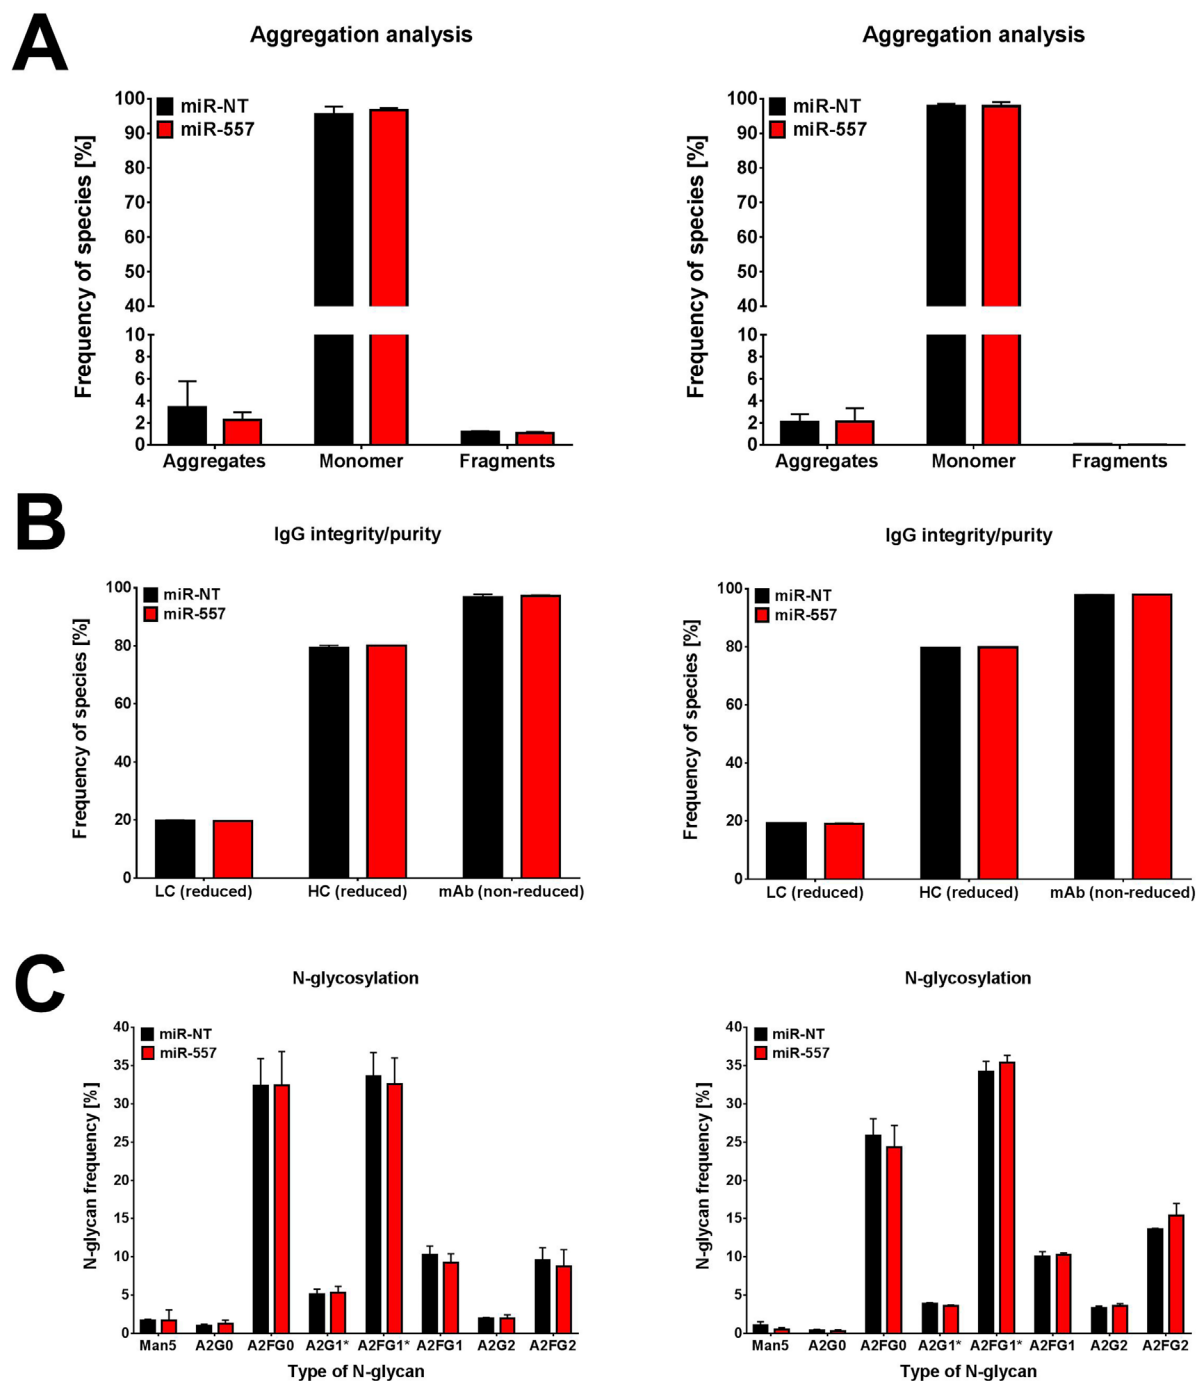 A
Aggregation analysis
Frequency of species [%]
miR-NT
miR-557
100
90
80
70
60
50
40
10
8
6
4
2
0
Aggregates Monomer Fragments
Aggregation analysis
Frequency of species [%]
miR-NT
miR-557
100
90
80
70
60
50
40
10
8
6
4
2
0
Aggregates Monomer Fragments
B
IgG integrity/purity
Frequency of species [%]
miR-NT
miR-557
100
80
60
40
20
0
LC (reduced) HC (reduced) mAb (non-reduced)
IgG integrity/purity
Frequency of species [%]
miR-NT
miR-557
100
80
60
40
20
0
LC (reduced) HC (reduced) mAb (non-reduced)
C
N-glycosylation
N-glycan frequency [%]
miR-NT
miR-557
40
35
30
25
20
15
10
5
0
Man5 A2G0 A2FG0 A2G1* A2FG1* A2FG1 A2G2 A2FG2
Type of N-glycan
N-glycosylation
N-glycan frequency [%]
miR-NT
miR-557
40
35
30
25
20
15
10
5
0
Man5 A2G0 A2FG0 A2G1* A2FG1* A2FG1 A2G2 A2FG2
Type of N-glycan